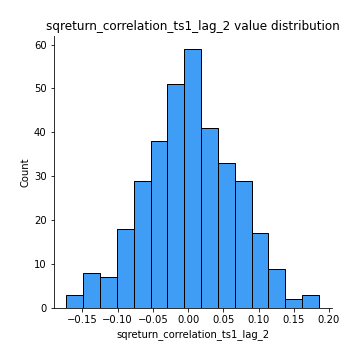 sqreturn_correlation_ts1_lag_2 value distribution
60
50
40
30
20
10
0
Count
−0.15 −0.10 −0.05 0.00 0.05 0.10 0.15 0.20
sqreturn_correlation_ts1_lag_2